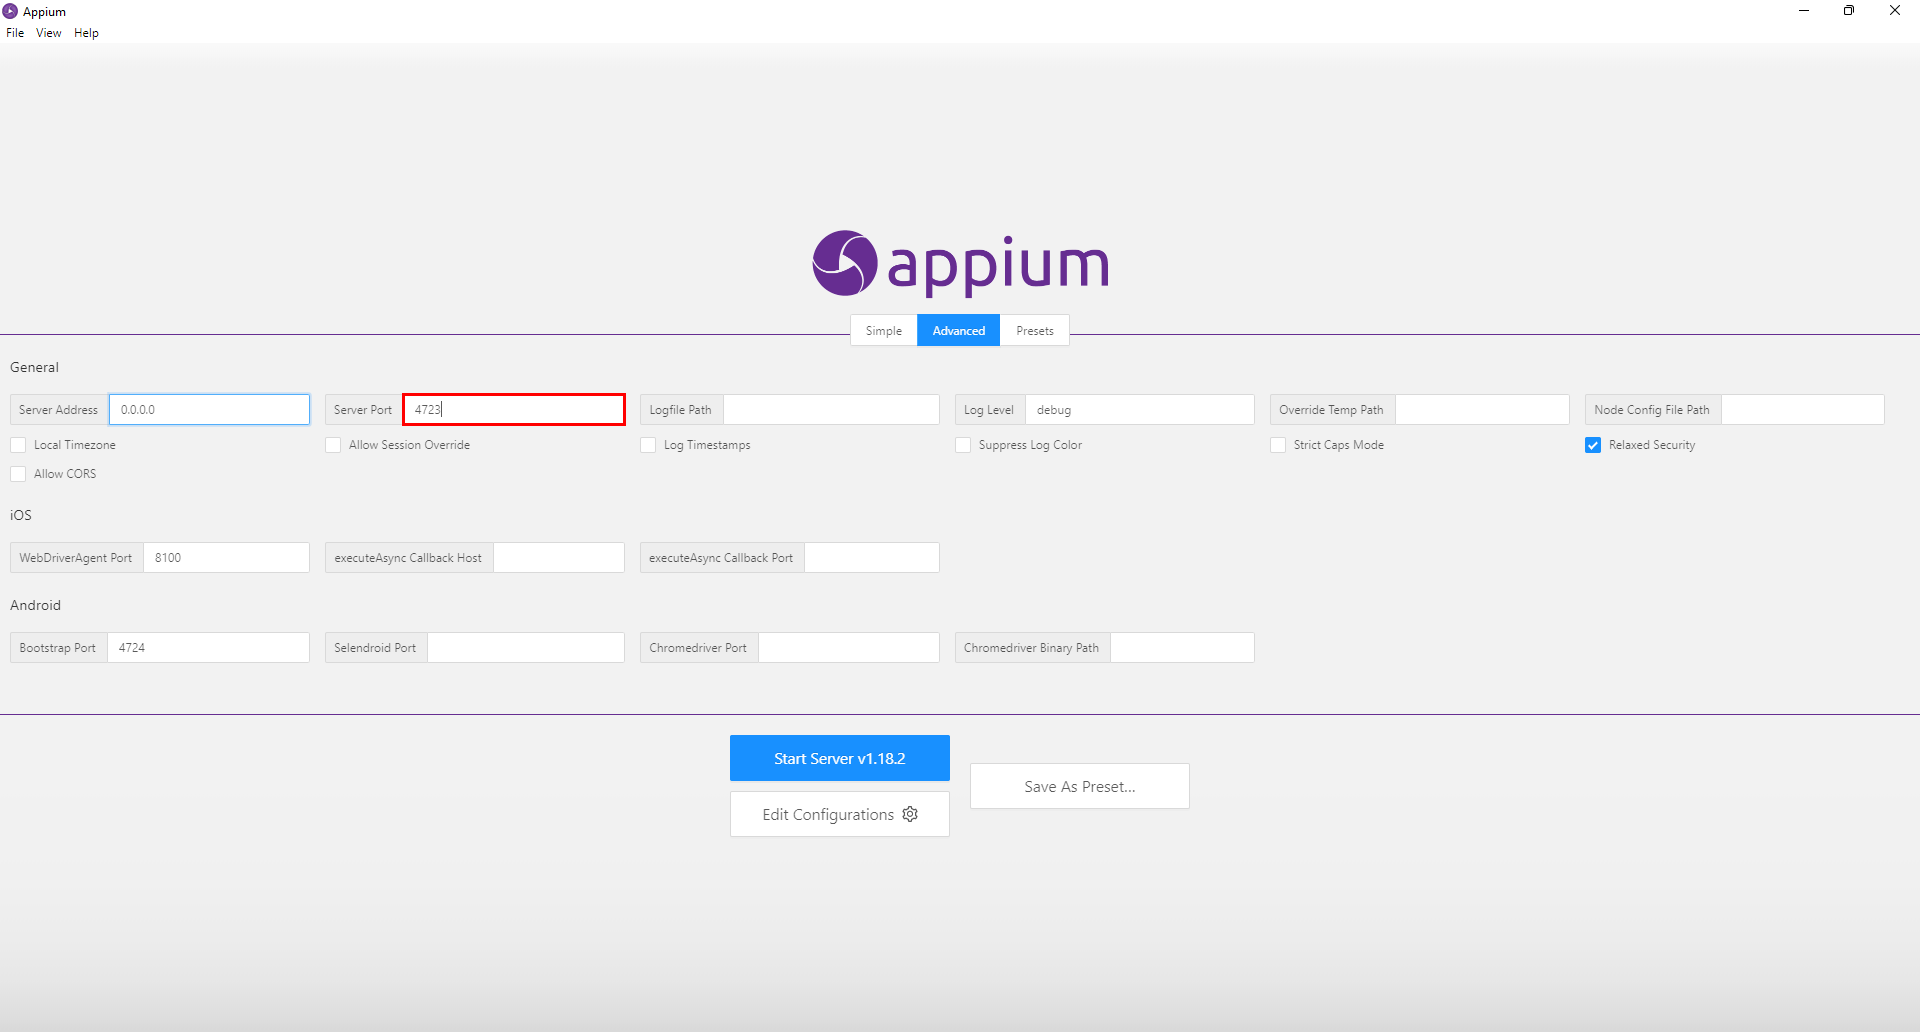 Appium
File View Help
appium
Simple Advanced Presets
General
Server Address 0.0.0.0 Server Port 4723 Logfile Path Log Level debug Override Temp Path Node Config File Path
Local Timezone Allow Session Override Log Timestamps Suppress Log Color Strict Caps Mode Relaxed Security
Allow CORS
iOS
WebDriverAgent Port 8100 executeAsync Callback Host executeAsync Callback Port
Android
Bootstrap Port 4724 Selendroid Port Chromedriver Port Chromedriver Binary Path
Start Server v1.18.2
Save As Preset...
Edit Configurations